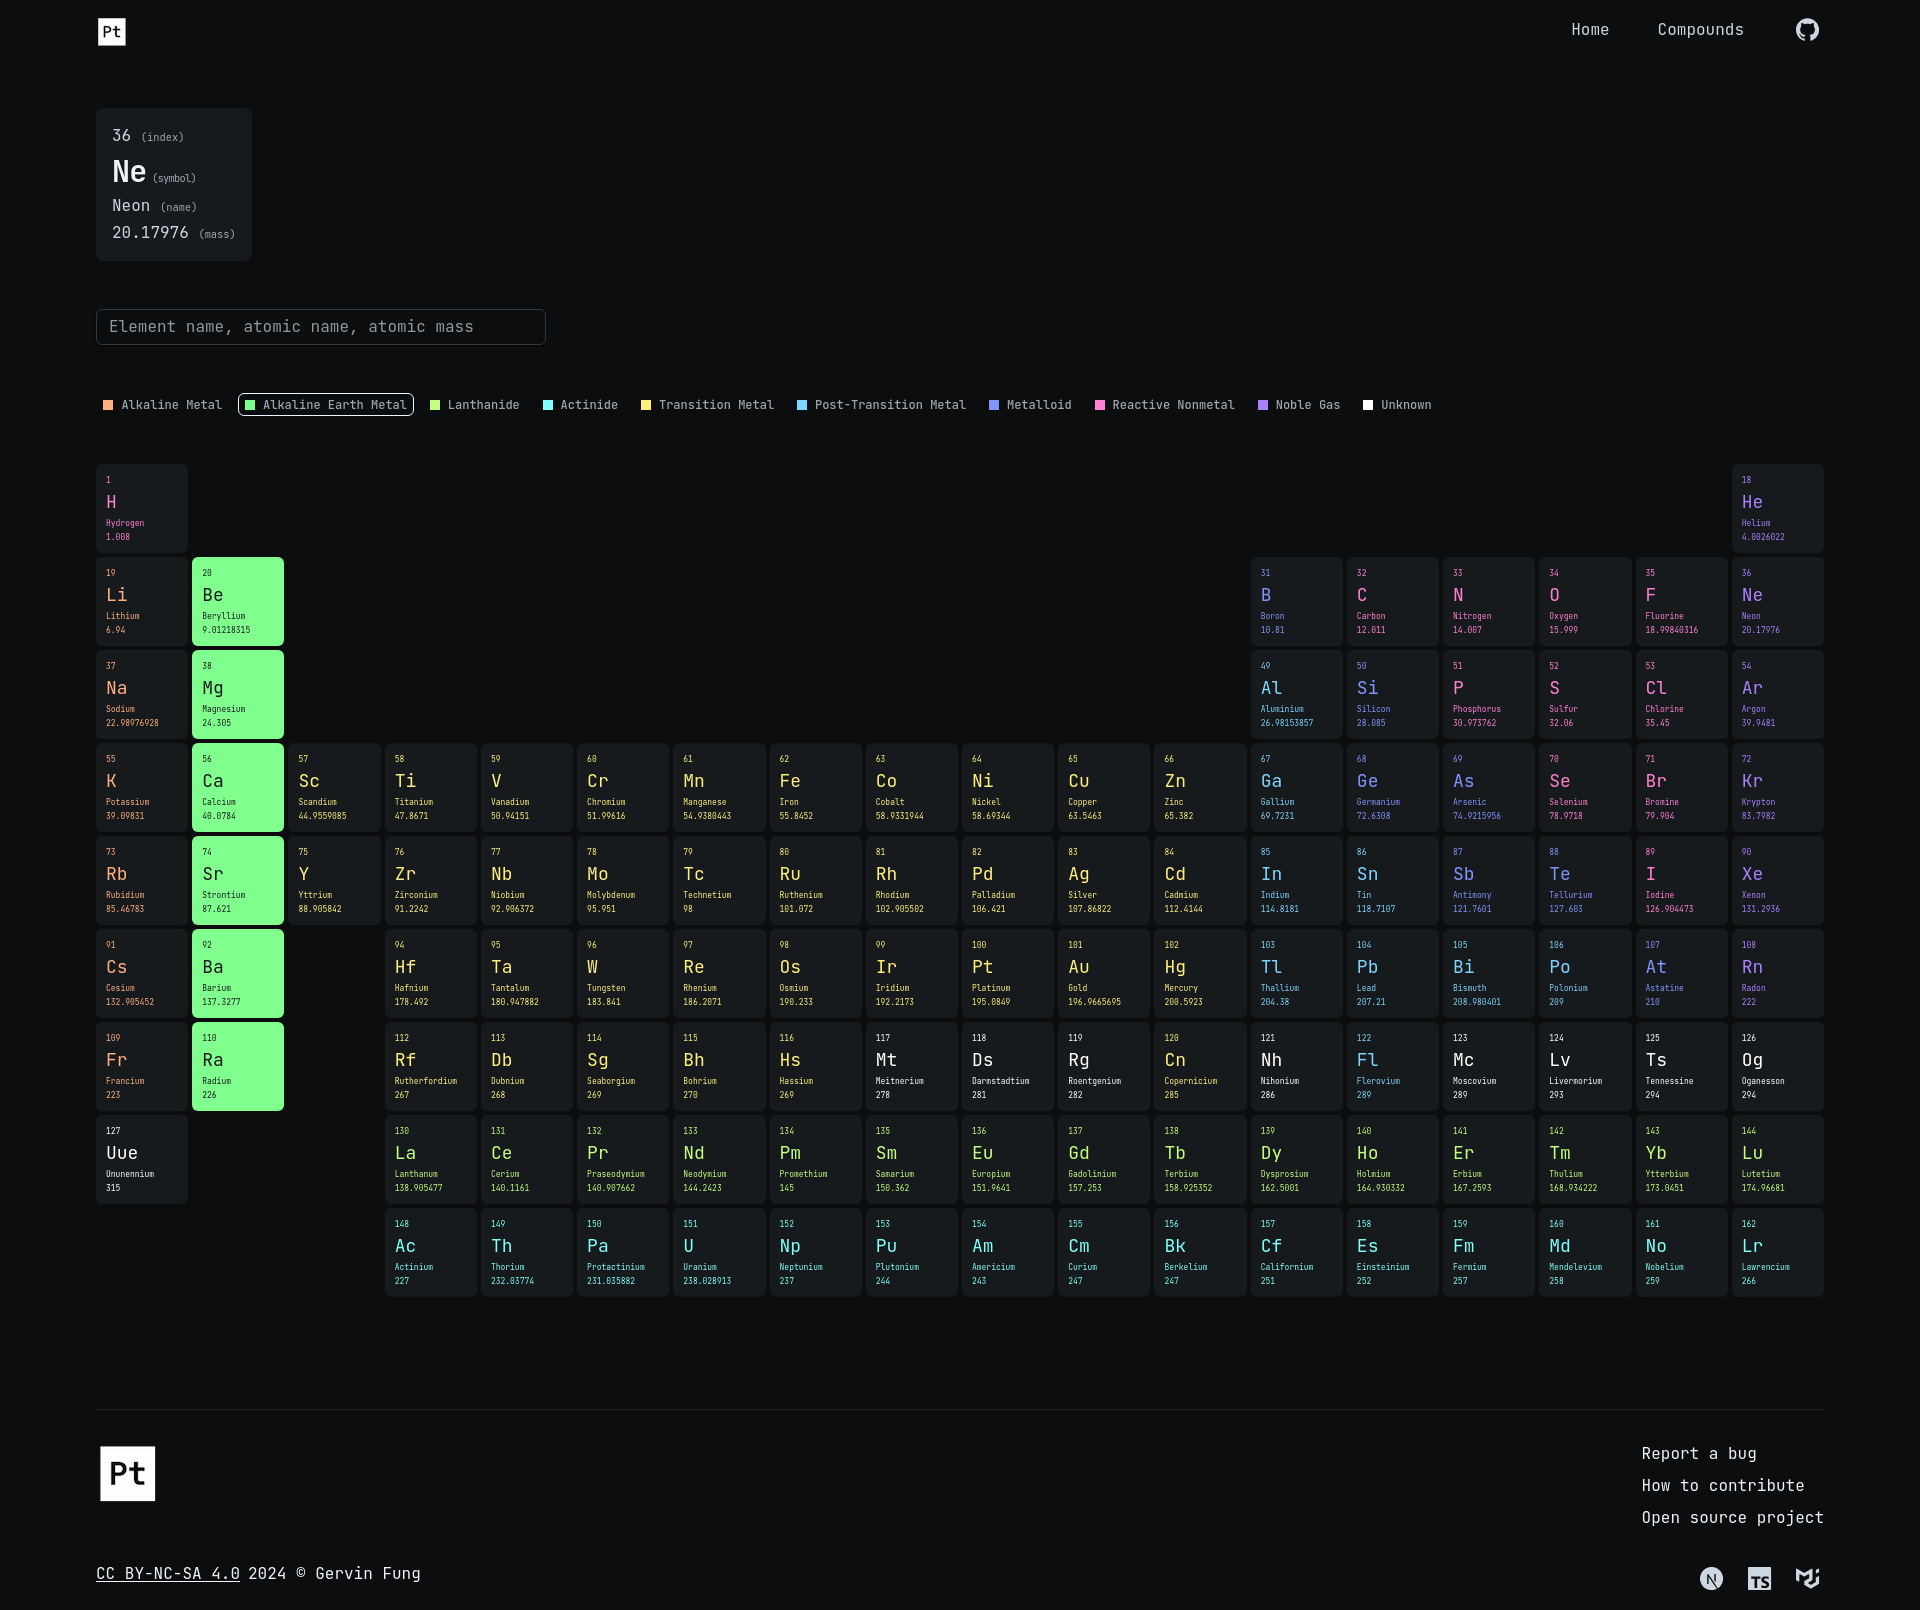 Pt
Home
Compounds
36 (index)
Ne (symbol)
Neon (name)
20.17976 (mass)
Element name, atomic name, atomic mass
Alkaline Metal
Alkaline Earth Metal
Lanthanide
Actinide
Transition Metal
Post-Transition Metal
Metalloid
Reactive Nonmetal
Noble Gas
Unknown
1 18
H He
Hydrogen Helium
1.008 4.0026022
19 20 31 32 33 34 35 36
Li Be B C N O F Ne
Lithium Beryllium Boron Carbon Nitrogen Oxygen Fluorine Neon
6.94 9.01218315 10.81 12.011 14.007 15.999 18.99840316 20.17976
37 38 49 50 51 52 53 54
Na Mg Al Si P S Cl Ar
Sodium Magnesium Aluminium Silicon Phosphorus Sulfur Chlorine Argon
22.98976928 24.305 26.98153857 28.085 30.973762 32.06 35.45 39.9481
55 56 57 58 59 60 61 62 63 64 65 66 67 68 69 70 71 72
K Ca Sc Ti V Cr Mn Fe Co Ni Cu Zn Ga Ge As Se Br Kr
Potassium Calcium Scandium Titanium Vanadium Chromium Manganese Iron Cobalt Nickel Copper Zinc Gallium Germanium Arsenic Selenium Bromine Krypton
39.09831 40.0784 44.9559085 47.8671 50.94151 51.99616 54.9380443 55.8452 58.9331944 58.69344 63.5463 65.382 69.7231 72.6308 74.9215956 78.9718 79.904 83.7982
73 74 75 76 77 78 79 80 81 82 83 84 85 86 87 88 89 90
Rb Sr Y Zr Nb Mo Tc Ru Rh Pd Ag Cd In Sn Sb Te I Xe
Rubidium Strontium Yttrium Zirconium Niobium Molybdenum Technetium Ruthenium Rhodium Palladium Silver Cadmium Indium Tin Antimony Tellurium Iodine Xenon
85.46783 87.621 88.905842 91.2242 92.906372 95.951 98 101.072 102.905502 106.421 107.86822 112.4144 114.8181 118.7107 121.7601 127.603 126.904473 131.2936
91 92 94 95 96 97 98 99 100 101 102 103 104 105 106 107 108
Cs Ba Hf Ta W Re Os Ir Pt Au Hg Tl Pb Bi Po At Rn
Cesium Barium Hafnium Tantalum Tungsten Rhenium Osmium Iridium Platinum Gold Mercury Thallium Lead Bismuth Polonium Astatine Radon
132.905452 137.3277 178.492 180.947882 183.841 186.2071 190.233 192.2173 195.0849 196.9665695 200.5923 204.38 207.21 208.980401 209 210 222
109 110 112 113 114 115 116 117 118 119 120 121 122 123 124 125 126
Fr Ra Rf Db Sg Bh Hs Mt Ds Rg Cn Nh Fl Mc Lv Ts Og
Francium Radium Rutherfordium Dubnium Seaborgium Bohrium Hassium Meitnerium Darmstadtium Roentgenium Copernicium Nihonium Flerovium Moscovium Livermorium Tennessine Oganesson
223 226 267 268 269 270 269 278 281 282 285 286 289 289 293 294 294
127 130 131 132 133 134 135 136 137 138 139 140 141 142 143 144
Uue La Ce Pr Nd Pm Sm Eu Gd Tb Dy Ho Er Tm Yb Lu
Ununennium Lanthanum Cerium Praseodymium Neodymium Promethium Samarium Europium Gadolinium Terbium Dysprosium Holmium Erbium Thulium Ytterbium Lutetium
315 138.905477 140.1161 140.907662 144.2423 145 150.362 151.9641 157.253 158.925352 162.5001 164.930332 167.2593 168.934222 173.0451 174.96681
148 149 150 151 152 153 154 155 156 157 158 159 160 161 162
Ac Th Pa U Np Pu Am Cm Bk Cf Es Fm Md No Lr
Actinium Thorium Protactinium Uranium Neptunium Plutonium Americium Curium Berkelium Californium Einsteinium Fermium Mendelevium Nobelium Lawrencium
227 232.03774 231.035882 238.028913 237 244 243 247 247 251 252 257 258 259 266
Pt
Report a bug
How to contribute
Open source project
CC BY-NC-SA 4.0 2024 © Gervin Fung
N
TS